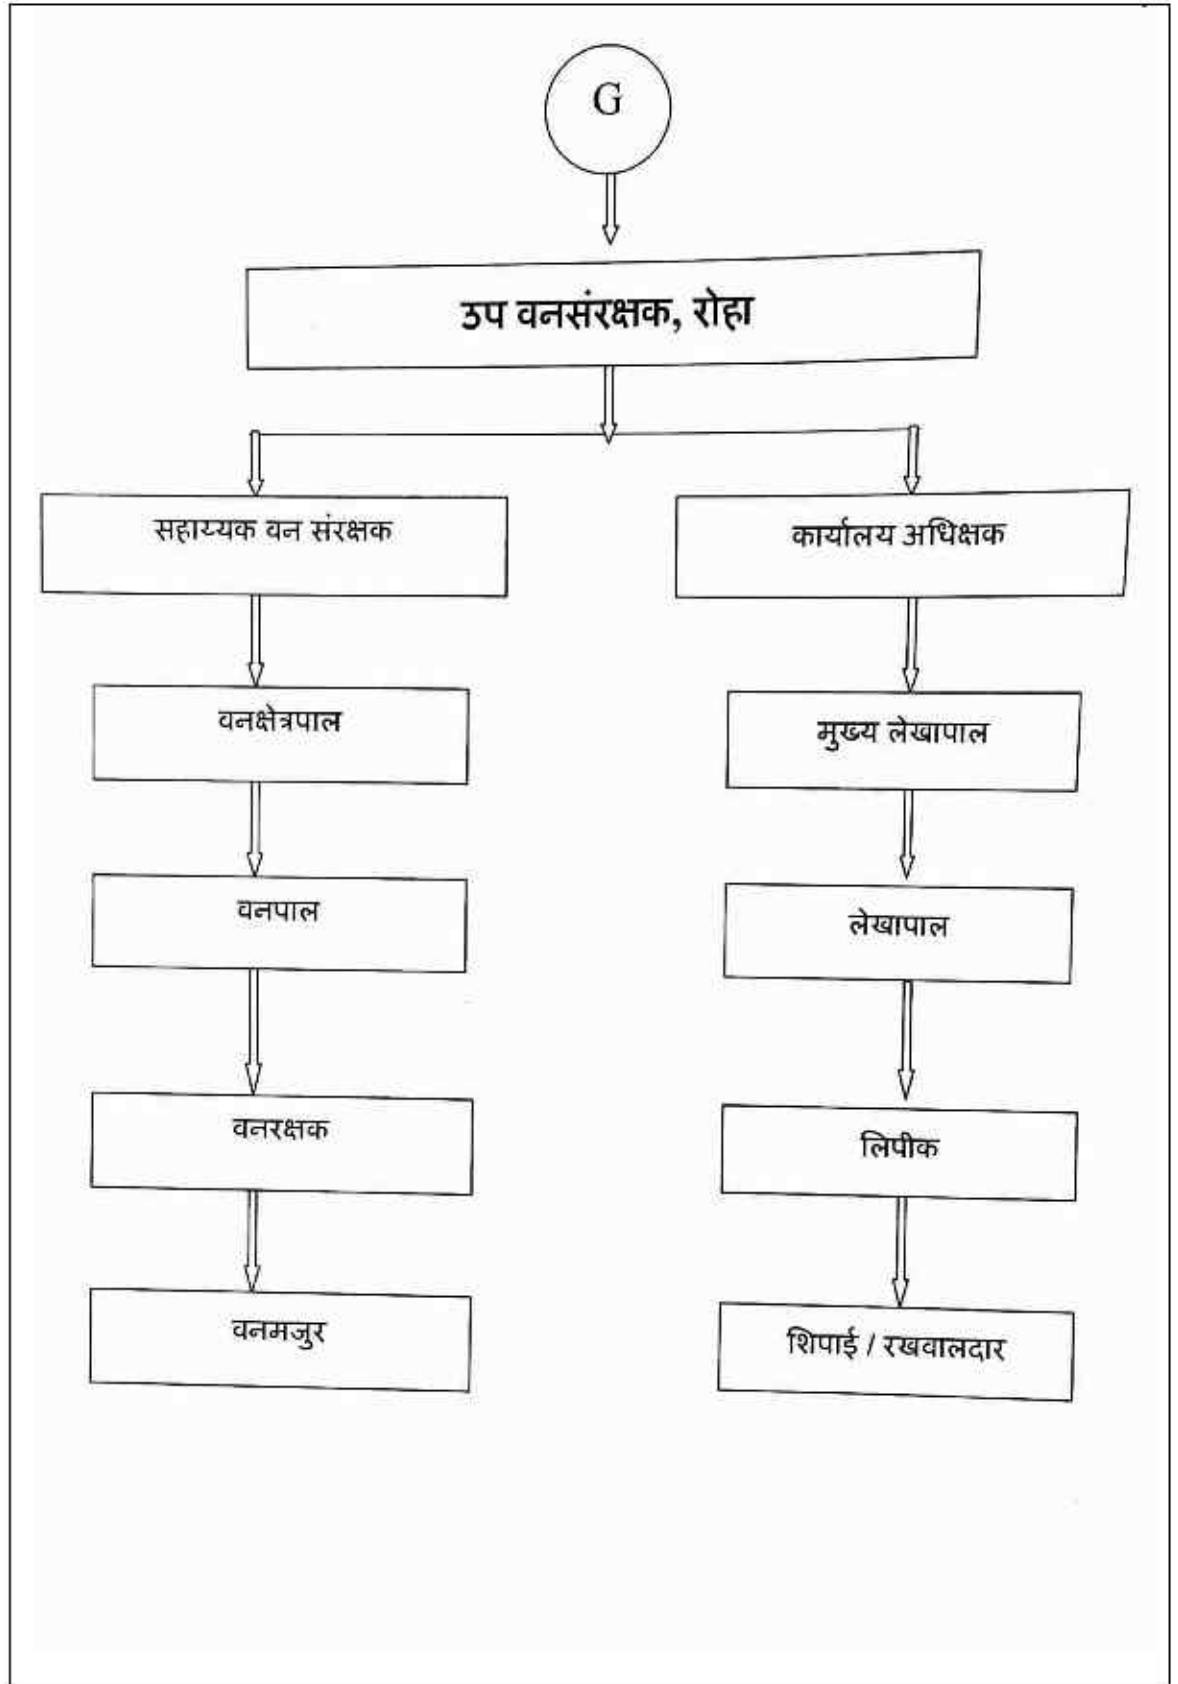 G
उप वनसंरक्षक, रोहा
सहाय्यक वन संरक्षक
कार्यालय अधिक्षक
वनक्षेत्रपाल
मुख्य लेखापाल
वनपाल
लेखापाल
वनरक्षक
लिपीक
वनमजुर
शिपाई / रखवालदार